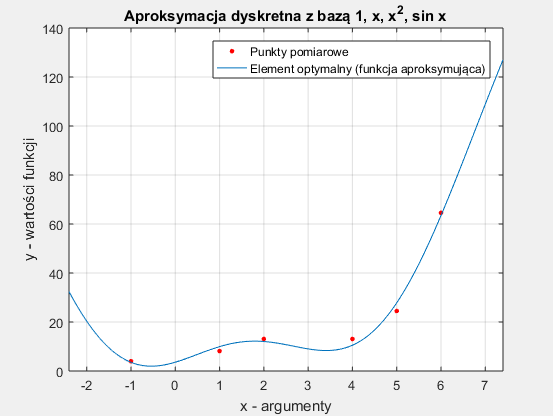 Aproksymacja dyskretna z bazą 1, x, x², sin x
Punkty pomiarowe
Element optymalny (funkcja aproksymująca)
y - wartości funkcji
140
120
100
80
60
40
20
0
-2 -1 0 1 2 3 4 5 6 7
x - argumenty